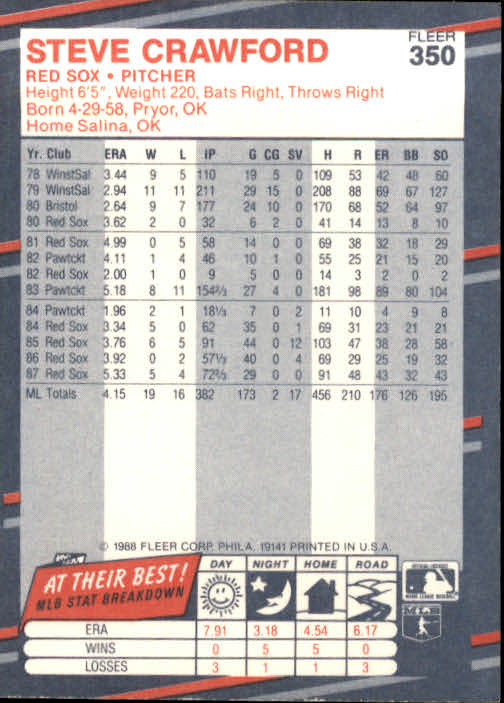 STEVE CRAWFORD
FLEER
350
RED SOX • PITCHER
Height 6'5", Weight 220, Bats Right, Throws Right
Born 4-29-58, Pryor, OK
Home Salina, OK
Yr. Club ERA W L IP G CG SV H R ER BB SO
78 WinstSal 3.44 9 5 110 19 5 0 109 53 42 48 60
79 WinstSal 2.94 11 11 211 29 15 0 208 88 69 67 127
80 Bristol 2.64 9 7 177 24 10 0 170 68 52 64 97
80 Red Sox 3.62 2 0 32 6 2 0 41 14 13 8 10
81 Red Sox 4.99 0 5 58 14 0 0 69 38 32 18 29
82 Pawtckt 4.11 1 4 46 10 1 0 55 25 21 15 20
82 Red Sox 2.00 1 0 9 5 0 0 14 3 2 0 2
83 Pawtckt 5.18 8 11 154⅔ 27 4 0 181 98 89 80 104
84 Pawtckt 1.96 2 1 18⅓ 7 0 2 11 10 4 9 8
84 Red Sox 3.34 5 0 62 35 0 1 69 31 23 21 21
85 Red Sox 3.76 6 5 91 44 0 12 103 47 38 28 58
86 Red Sox 3.92 0 2 57⅓ 40 0 4 69 29 25 19 32
87 Red Sox 5.33 5 4 72⅔ 29 0 0 91 48 43 32 43
ML Totals 4.15 19 16 382 173 2 17 456 210 176 126 195
© 1988 FLEER CORP. PHILA. 19141 PRINTED IN U.S.A.
AT THEIR BEST!
MLB STAT BREAKDOWN
DAY NIGHT HOME ROAD
ERA 7.91 3.18 4.54 6.17
WINS 0 5 5 0
LOSSES 3 1 1 3